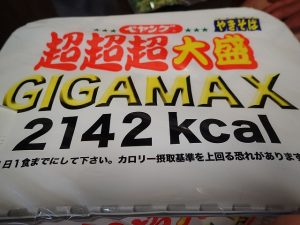 ペヤング やきそば
超超超大盛
GIGAMAX
2142 kcal
1日1食までにして下さい。カロリー摂取基準を上回る恐れがあります